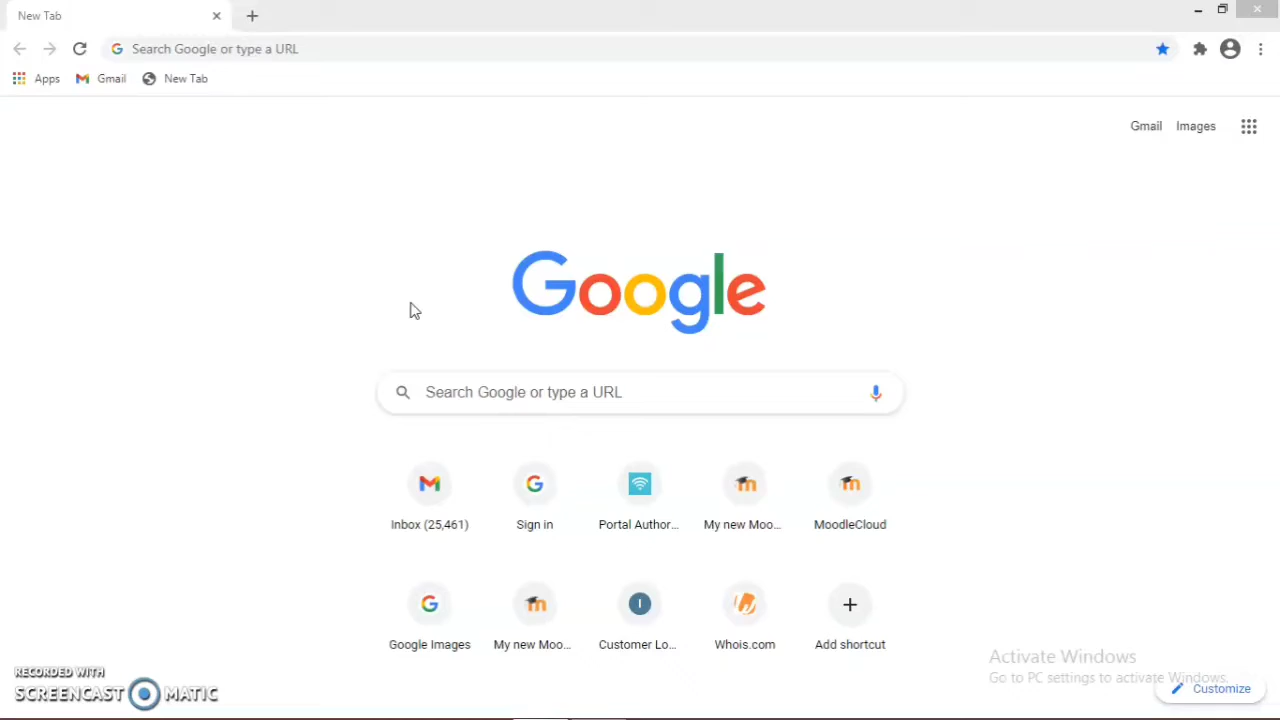 New Tab
Search Google or type a URL
Apps
Gmail
New Tab
Gmail
Images
Google
Search Google or type a URL
Inbox (25,461)
Sign in
Portal Author...
My new Moo...
MoodleCloud
Google Images
My new Moo...
Customer Lo...
Whois.com
Add shortcut
Activate Windows
Go to PC settings to activate Windows.
Customize
RECORDED WITH
SCREENCAST MATIC